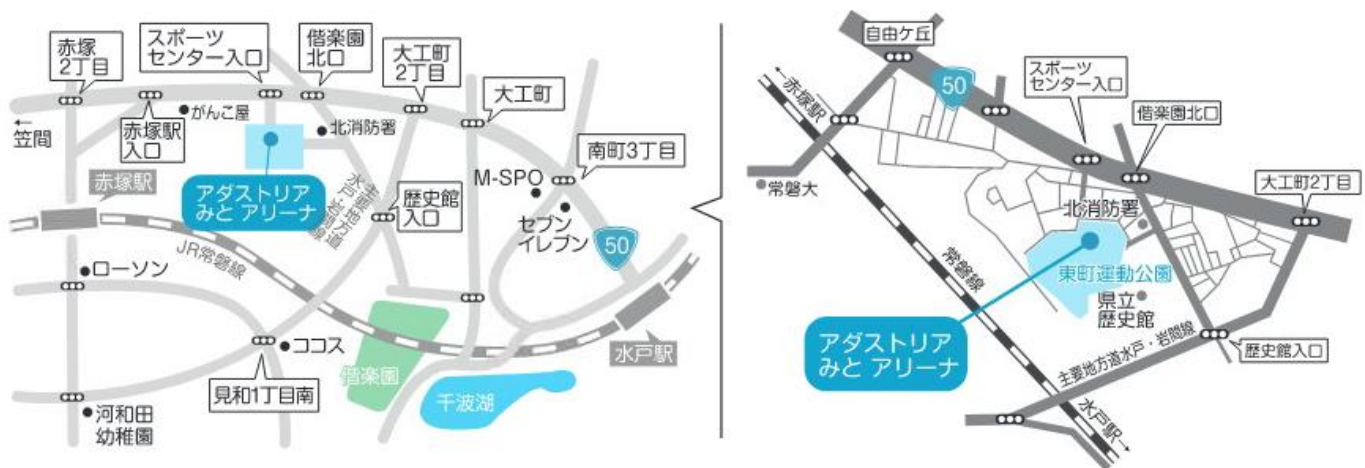 赤塚
2丁目
スポーツ
センター入口
偕楽園
北口
大工町
2丁目
大工町
←
笠間
赤塚駅
入口
がんこ屋
北消防署
南町3丁目
赤塚駅
アダストリア
みと アリーナ
主要地方道
水戸・岩間線
歴史館
入口
M-SPO
セブン
イレブン
50
JR常磐線
ローソン
ココス
見和1丁目南
偕楽園
千波湖
水戸駅
河和田
幼稚園
自由ケ丘
50
スポーツ
センター入口
偕楽園北口
←赤塚駅
常磐大
大工町2丁目
北消防署
常磐線
東町運動公園
県立
歴史館
アダストリア
みと アリーナ
主要地方道水戸・岩間線
歴史館入口
水戸駅→